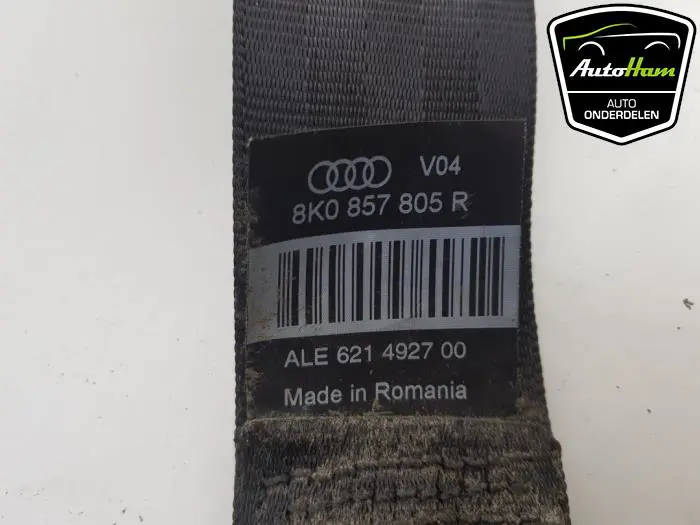 AutoHam
AUTO
ONDERDELEN
V04
8K0 857 805 R
ALE 621 4927 00
Made in Romania